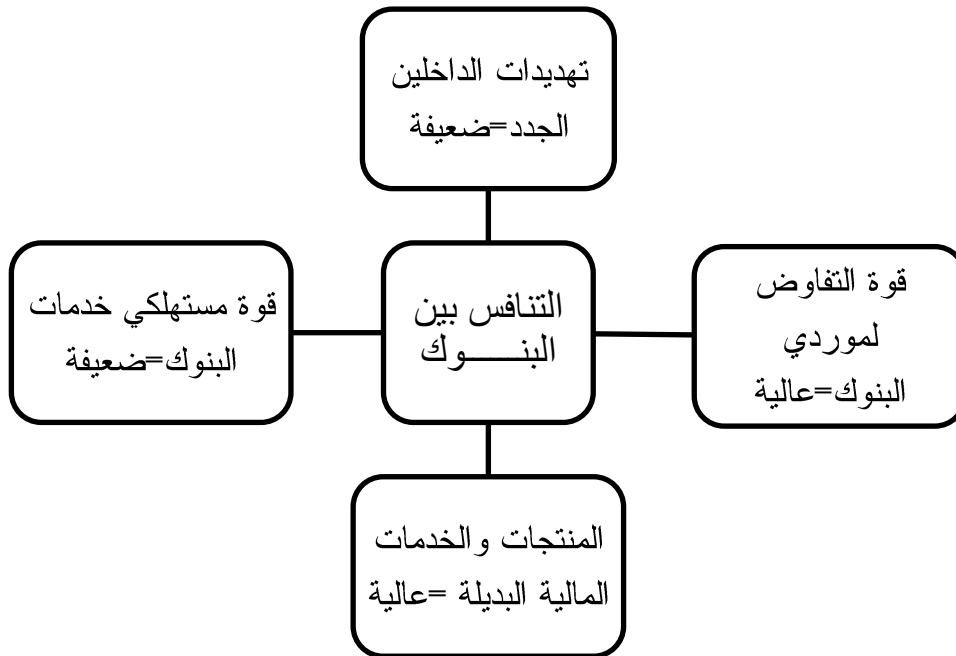 تهديدات الداخلين
الجدد=ضعيفة
قوة التفاوض
لموردي
البنوك=عالية
التنافس بين
البنـــــوك
قوة مستهلكي خدمات
البنوك=ضعيفة
المنتجات والخدمات
المالية البديلة =عالية